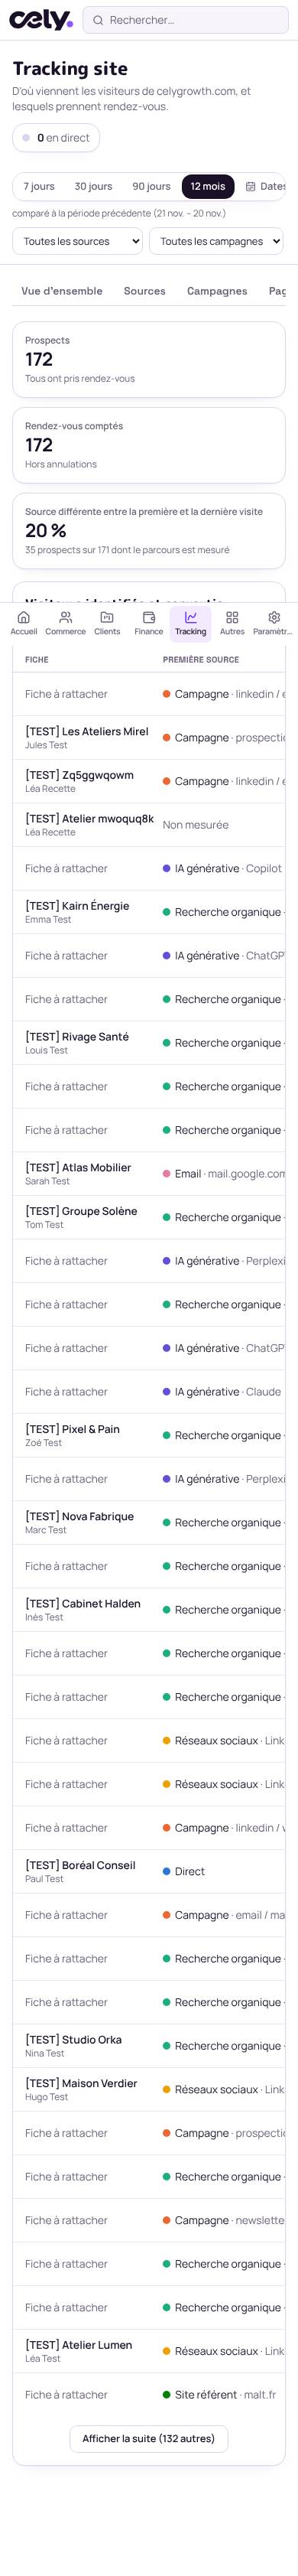 cely.
Rechercher…
Tracking site
D'où viennent les visiteurs de celygrowth.com, et
lesquels prennent rendez-vous.
0 en direct
7 jours 30 jours 90 jours 12 mois Dates
comparé à la période précédente (21 nov. – 20 nov.)
Toutes les sources Toutes les campagnes
Vue d'ensemble Sources Campagnes
Prospects
172
Tous ont pris rendez-vous
Rendez-vous comptés
172
Hors annulations
Source différente entre la première et la dernière visite
20 %
35 prospects sur 171 dont le parcours est mesuré
Accueil Commerce Clients Finance Tracking Autres Paramètr…
FICHE PREMIÈRE SOURCE
Fiche à rattacher Campagne · linkedin /
[TEST] Les Ateliers Mirel
Jules Test
Campagne · prospectio
[TEST] Zq5ggwqowm
Léa Recette
Campagne · linkedin /
[TEST] Atelier mwoquq8k
Léa Recette
Non mesurée
Fiche à rattacher IA générative · Copilot
[TEST] Kairn Énergie
Emma Test
Recherche organique ·
Fiche à rattacher IA générative · ChatGP
Fiche à rattacher Recherche organique ·
[TEST] Rivage Santé
Louis Test
Recherche organique ·
Fiche à rattacher Recherche organique ·
Fiche à rattacher Recherche organique ·
[TEST] Atlas Mobilier
Sarah Test
Email · mail.google.com
[TEST] Groupe Solène
Tom Test
Recherche organique ·
Fiche à rattacher IA générative · Perplexi
Fiche à rattacher Recherche organique ·
Fiche à rattacher IA générative · ChatGP
Fiche à rattacher IA générative · Claude
[TEST] Pixel & Pain
Zoé Test
Recherche organique ·
Fiche à rattacher IA générative · Perplexi
[TEST] Nova Fabrique
Marc Test
Recherche organique ·
Fiche à rattacher Recherche organique ·
[TEST] Cabinet Halden
Inès Test
Recherche organique ·
Fiche à rattacher Recherche organique ·
Fiche à rattacher Recherche organique ·
Fiche à rattacher Réseaux sociaux · Link
Fiche à rattacher Réseaux sociaux · Link
Fiche à rattacher Campagne · linkedin /
[TEST] Boréal Conseil
Paul Test
Direct
Fiche à rattacher Campagne · email / ma
Fiche à rattacher Recherche organique ·
Fiche à rattacher Recherche organique ·
[TEST] Studio Orka
Nina Test
Recherche organique ·
[TEST] Maison Verdier
Hugo Test
Réseaux sociaux · Link
Fiche à rattacher Campagne · prospectio
Fiche à rattacher Recherche organique ·
Fiche à rattacher Campagne · newslette
Fiche à rattacher Recherche organique ·
Fiche à rattacher Recherche organique ·
[TEST] Atelier Lumen
Léa Test
Réseaux sociaux · Link
Fiche à rattacher Site référent · malt.fr
Afficher la suite (132 autres)